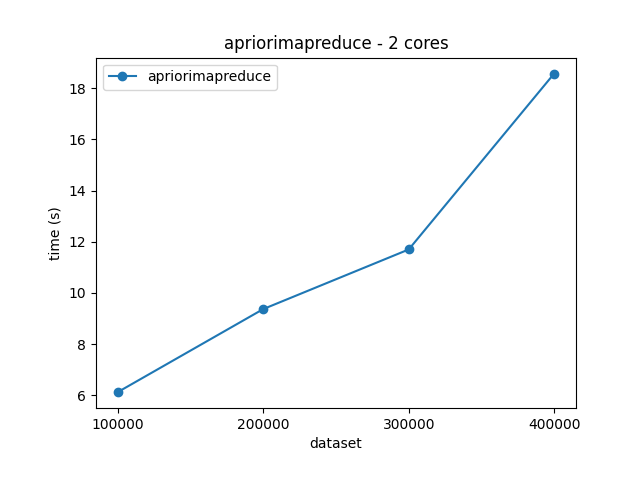 apriorimapreduce - 2 cores
apriorimapreduce
18
16
14
12
10
8
6
time (s)
100000
200000
300000
400000
dataset